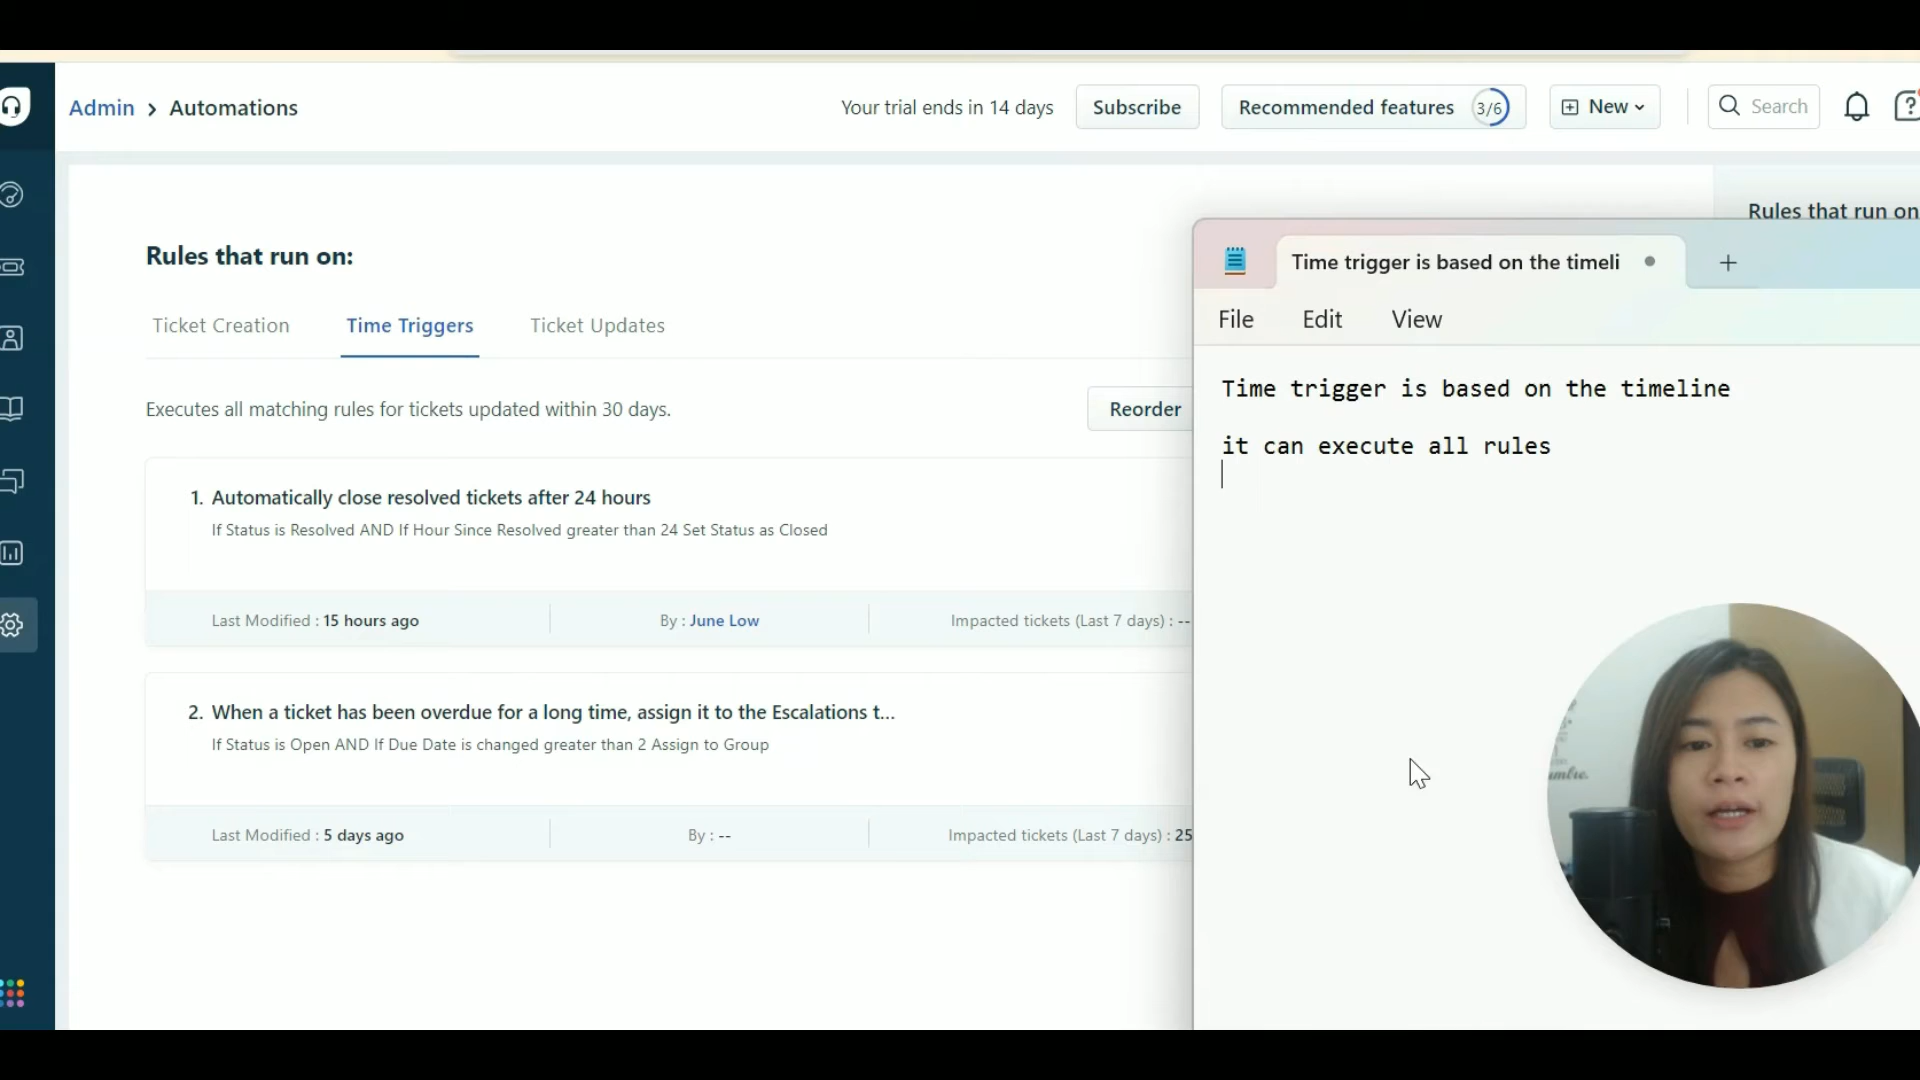 Admin > Automations
Your trial ends in 14 days
Subscribe
Recommended features 3/6
New
Search
Rules that run on:
Ticket Creation
Time Triggers
Ticket Updates
Executes all matching rules for tickets updated within 30 days.
Reorder
1. Automatically close resolved tickets after 24 hours
If Status is Resolved AND If Hour Since Resolved greater than 24 Set Status as Closed
Last Modified : 15 hours ago
By : June Low
Impacted tickets (Last 7 days) : --
2. When a ticket has been overdue for a long time, assign it to the Escalations t...
If Status is Open AND If Due Date is changed greater than 2 Assign to Group
Last Modified : 5 days ago
By : --
Impacted tickets (Last 7 days) : 25
Rules that run on
Time trigger is based on the timeli
File
Edit
View
Time trigger is based on the timeline
it can execute all rules